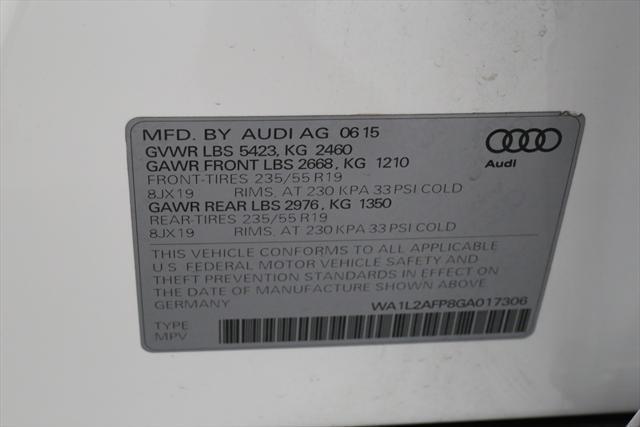 MFD. BY AUDI AG 06 15
GVWR LBS 5423, KG 2460
GAWR FRONT LBS 2668, KG 1210
FRONT-TIRES 235/55 R19
8JX19 RIMS, AT 230 KPA 33 PSI COLD
GAWR REAR LBS 2976, KG 1350
REAR-TIRES 235/55 R19
8JX19 RIMS, AT 230 KPA 33 PSI COLD
Audi
THIS VEHICLE CONFORMS TO ALL APPLICABLE
U.S. FEDERAL MOTOR VEHICLE SAFETY AND
THEFT PREVENTION STANDARDS IN EFFECT ON
THE DATE OF MANUFACTURE SHOWN ABOVE
GERMANY WA1L2AFP8GA017306
TYPE
MPV